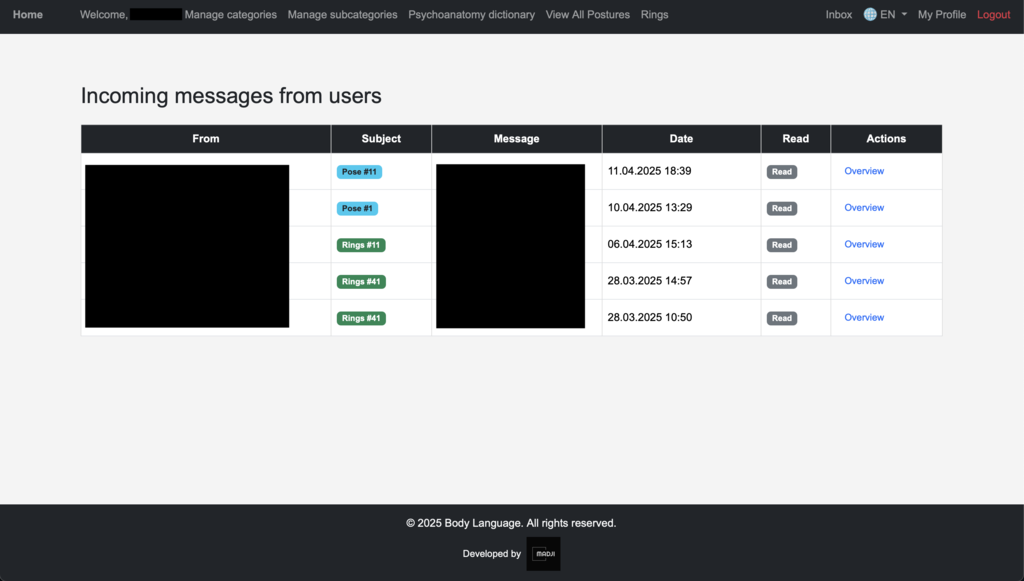 Home Welcome, Manage categories Manage subcategories Psychoanatomy dictionary View All Postures Rings Inbox EN My Profile Logout
Incoming messages from users
From Subject Message Date Read Actions
Pose #11 11.04.2025 18:39 Read Overview
Pose #1 10.04.2025 13:29 Read Overview
Rings #11 06.04.2025 15:13 Read Overview
Rings #41 28.03.2025 14:57 Read Overview
Rings #41 28.03.2025 10:50 Read Overview
© 2025 Body Language. All rights reserved.
Developed by MADJI